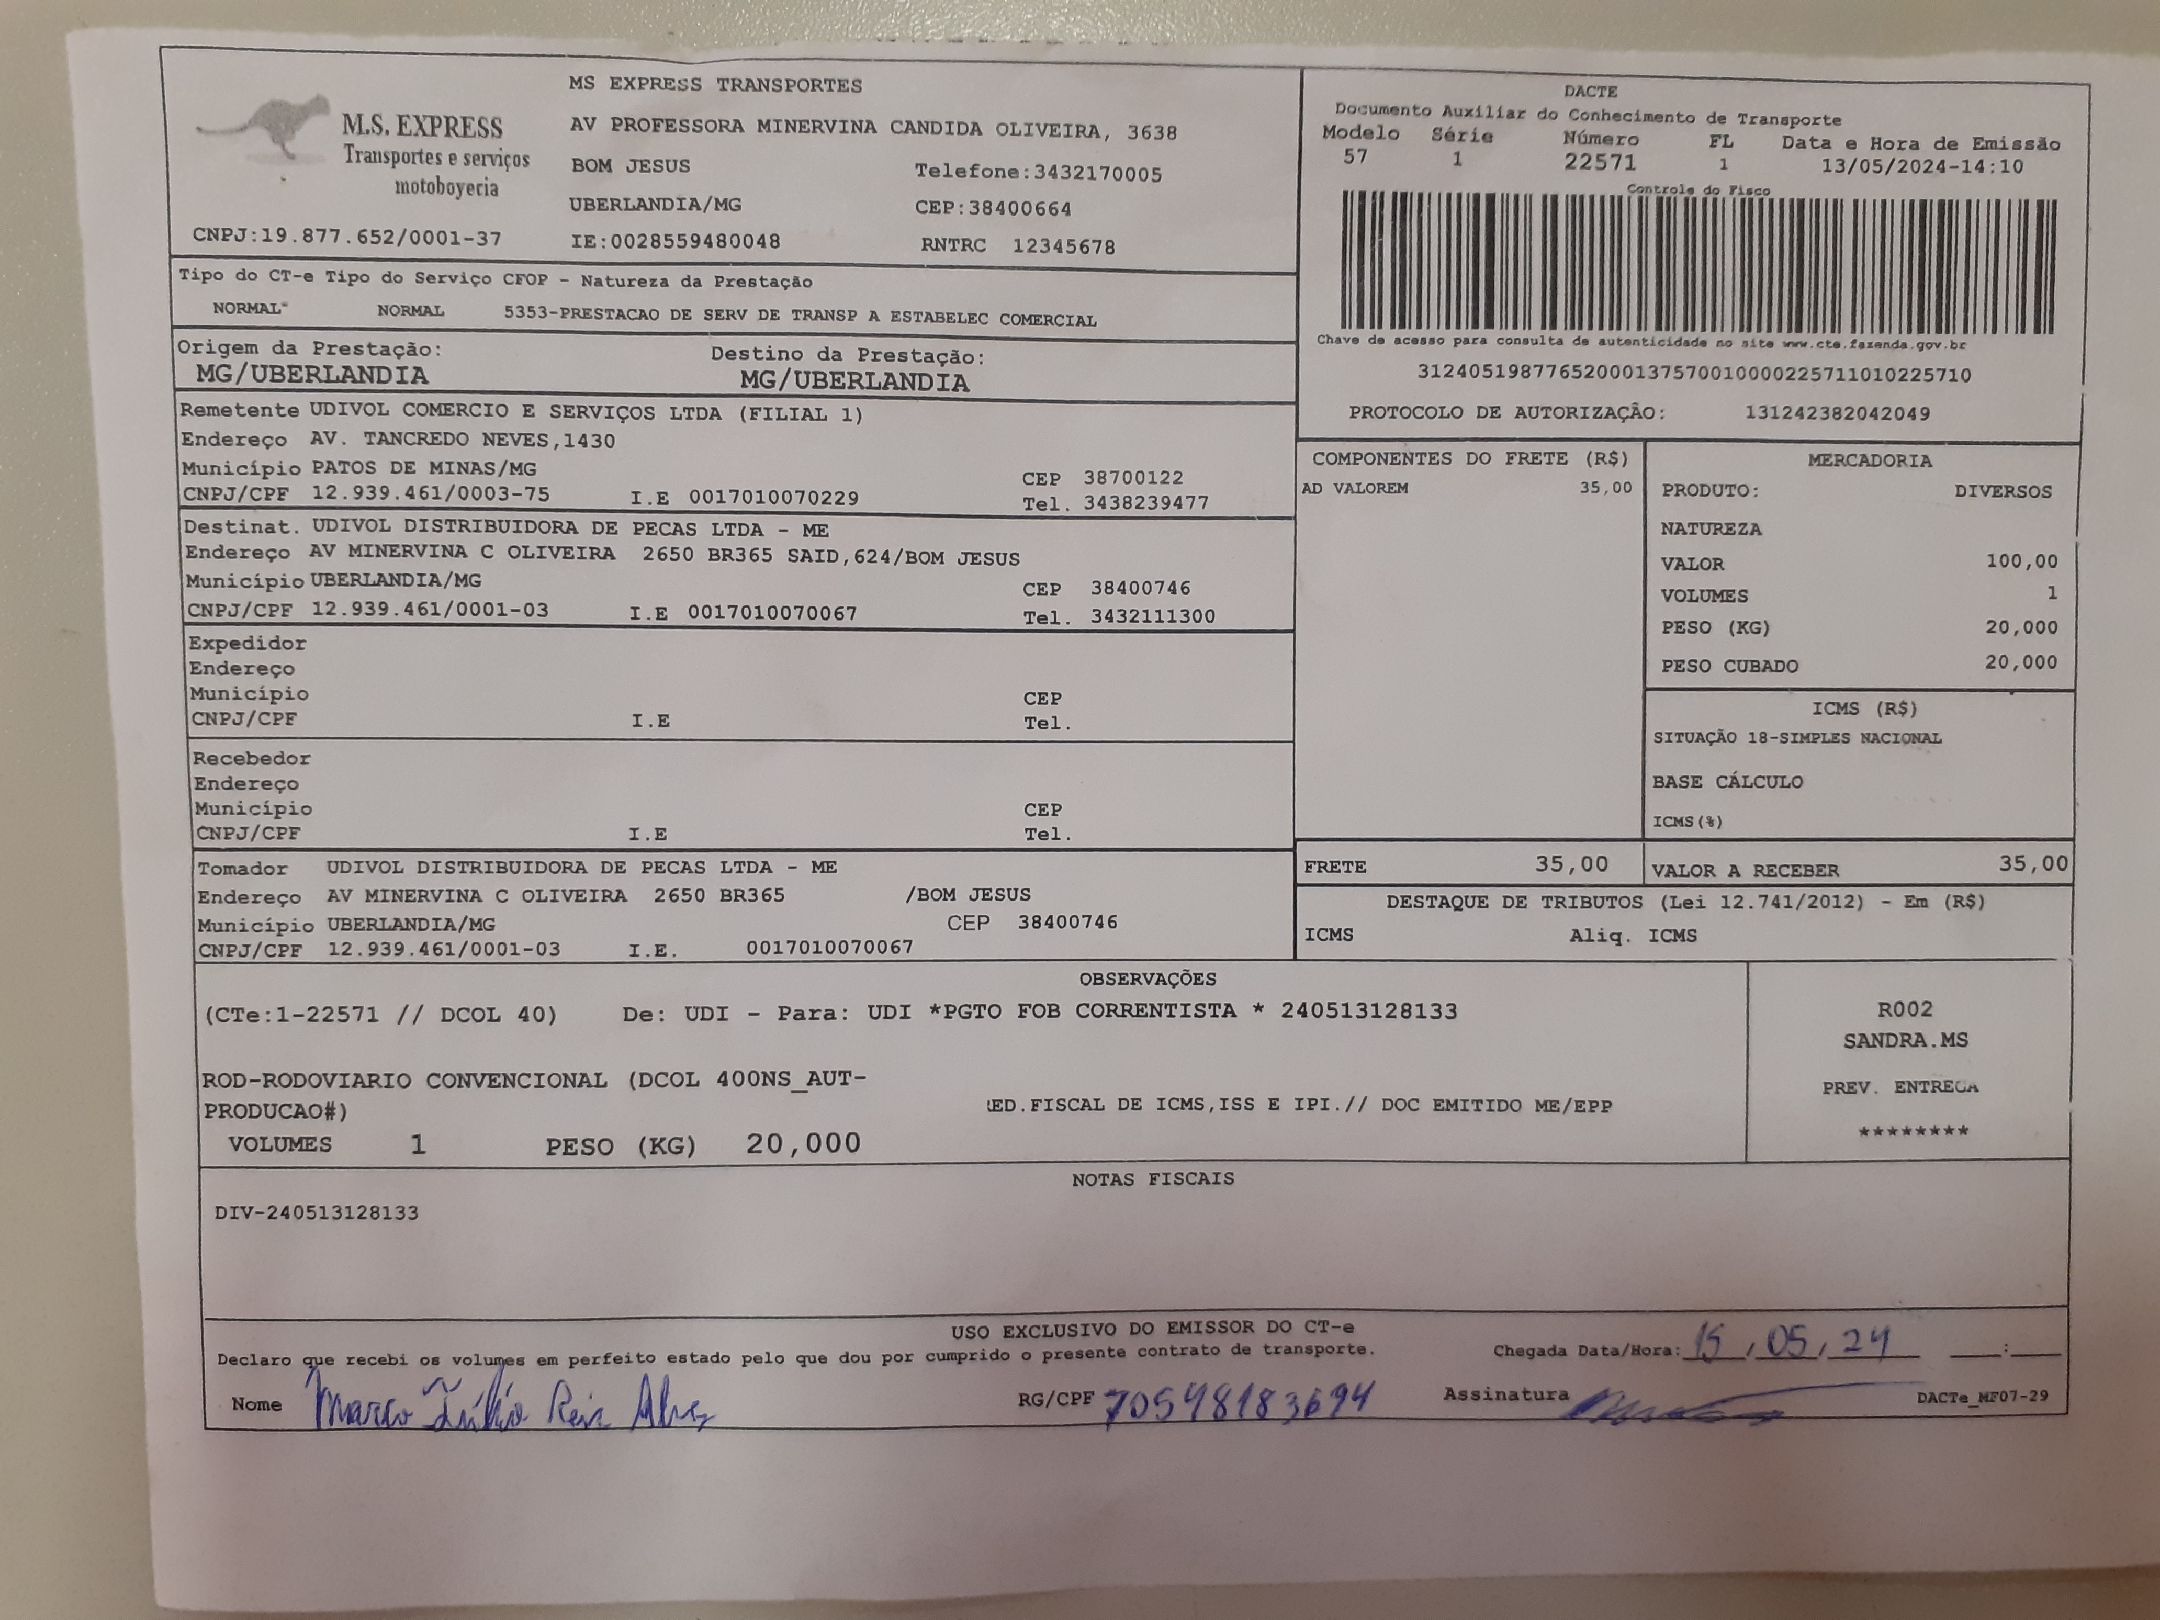 M.S. EXPRESS
Transportes e serviços
motoboyeria
CNPJ:19.877.652/0001-37
MS EXPRESS TRANSPORTES
AV PROFESSORA MINERVINA CANDIDA OLIVEIRA, 3638
BOM JESUS Telefone:3432170005
UBERLANDIA/MG CEP:38400664
IE:0028559480048 RNTRC 12345678
DACTE
Documento Auxiliar do Conhecimento de Transporte
Modelo Série Número FL Data e Hora de Emissão
57 1 22571 1 13/05/2024-14:10
Controle do Fisco
Chave de acesso para consulta de autenticidade no site www.cte.fazenda.gov.br
31240519877652000137570010000225711010225710
PROTOCOLO DE AUTORIZAÇÃO: 131242382042049
Tipo do CT-e Tipo do Serviço CFOP - Natureza da Prestação
NORMAL NORMAL 5353-PRESTACAO DE SERV DE TRANSP A ESTABELEC COMERCIAL
Origem da Prestação: Destino da Prestação:
MG/UBERLANDIA MG/UBERLANDIA
Remetente UDIVOL COMERCIO E SERVIÇOS LTDA (FILIAL 1)
Endereço AV. TANCREDO NEVES,1430
Município PATOS DE MINAS/MG CEP 38700122
CNPJ/CPF 12.939.461/0003-75 I.E 0017010070229 Tel. 3438239477
Destinat. UDIVOL DISTRIBUIDORA DE PECAS LTDA - ME
Endereço AV MINERVINA C OLIVEIRA 2650 BR365 SAID,624/BOM JESUS
Município UBERLANDIA/MG CEP 38400746
CNPJ/CPF 12.939.461/0001-03 I.E 0017010070067 Tel. 3432111300
Expedidor
Endereço
Município CEP
CNPJ/CPF I.E Tel.
Recebedor
Endereço
Município CEP
CNPJ/CPF I.E Tel.
Tomador UDIVOL DISTRIBUIDORA DE PECAS LTDA - ME
Endereço AV MINERVINA C OLIVEIRA 2650 BR365 /BOM JESUS
Município UBERLANDIA/MG CEP 38400746
CNPJ/CPF 12.939.461/0001-03 I.E. 0017010070067
COMPONENTES DO FRETE (R$)
AD VALOREM 35,00
MERCADORIA
PRODUTO: DIVERSOS
NATUREZA
VALOR 100,00
VOLUMES 1
PESO (KG) 20,000
PESO CUBADO 20,000
ICMS (R$)
SITUAÇÃO 18-SIMPLES NACIONAL
BASE CÁLCULO
ICMS(%)
FRETE 35,00 VALOR A RECEBER 35,00
DESTAQUE DE TRIBUTOS (Lei 12.741/2012) - Em (R$)
ICMS Aliq. ICMS
OBSERVAÇÕES
(CTe:1-22571 // DCOL 40) De: UDI - Para: UDI *PGTO FOB CORRENTISTA * 240513128133
ROD-RODOVIARIO CONVENCIONAL (DCOL 400NS_AUT-
PRODUCAO#) ED.FISCAL DE ICMS,ISS E IPI.// DOC EMITIDO ME/EPP
VOLUMES 1 PESO (KG) 20,000
R002
SANDRA.MS
PREV. ENTREGA
********
NOTAS FISCAIS
DIV-240513128133
USO EXCLUSIVO DO EMISSOR DO CT-e
Declaro que recebi os volumes em perfeito estado pelo que dou por cumprido o presente contrato de transporte. Chegada Data/Hora: 15/05/24 __:__
Nome Marco Túlio Reis Alves RG/CPF 70548183694 Assinatura DACTe_MF07-29